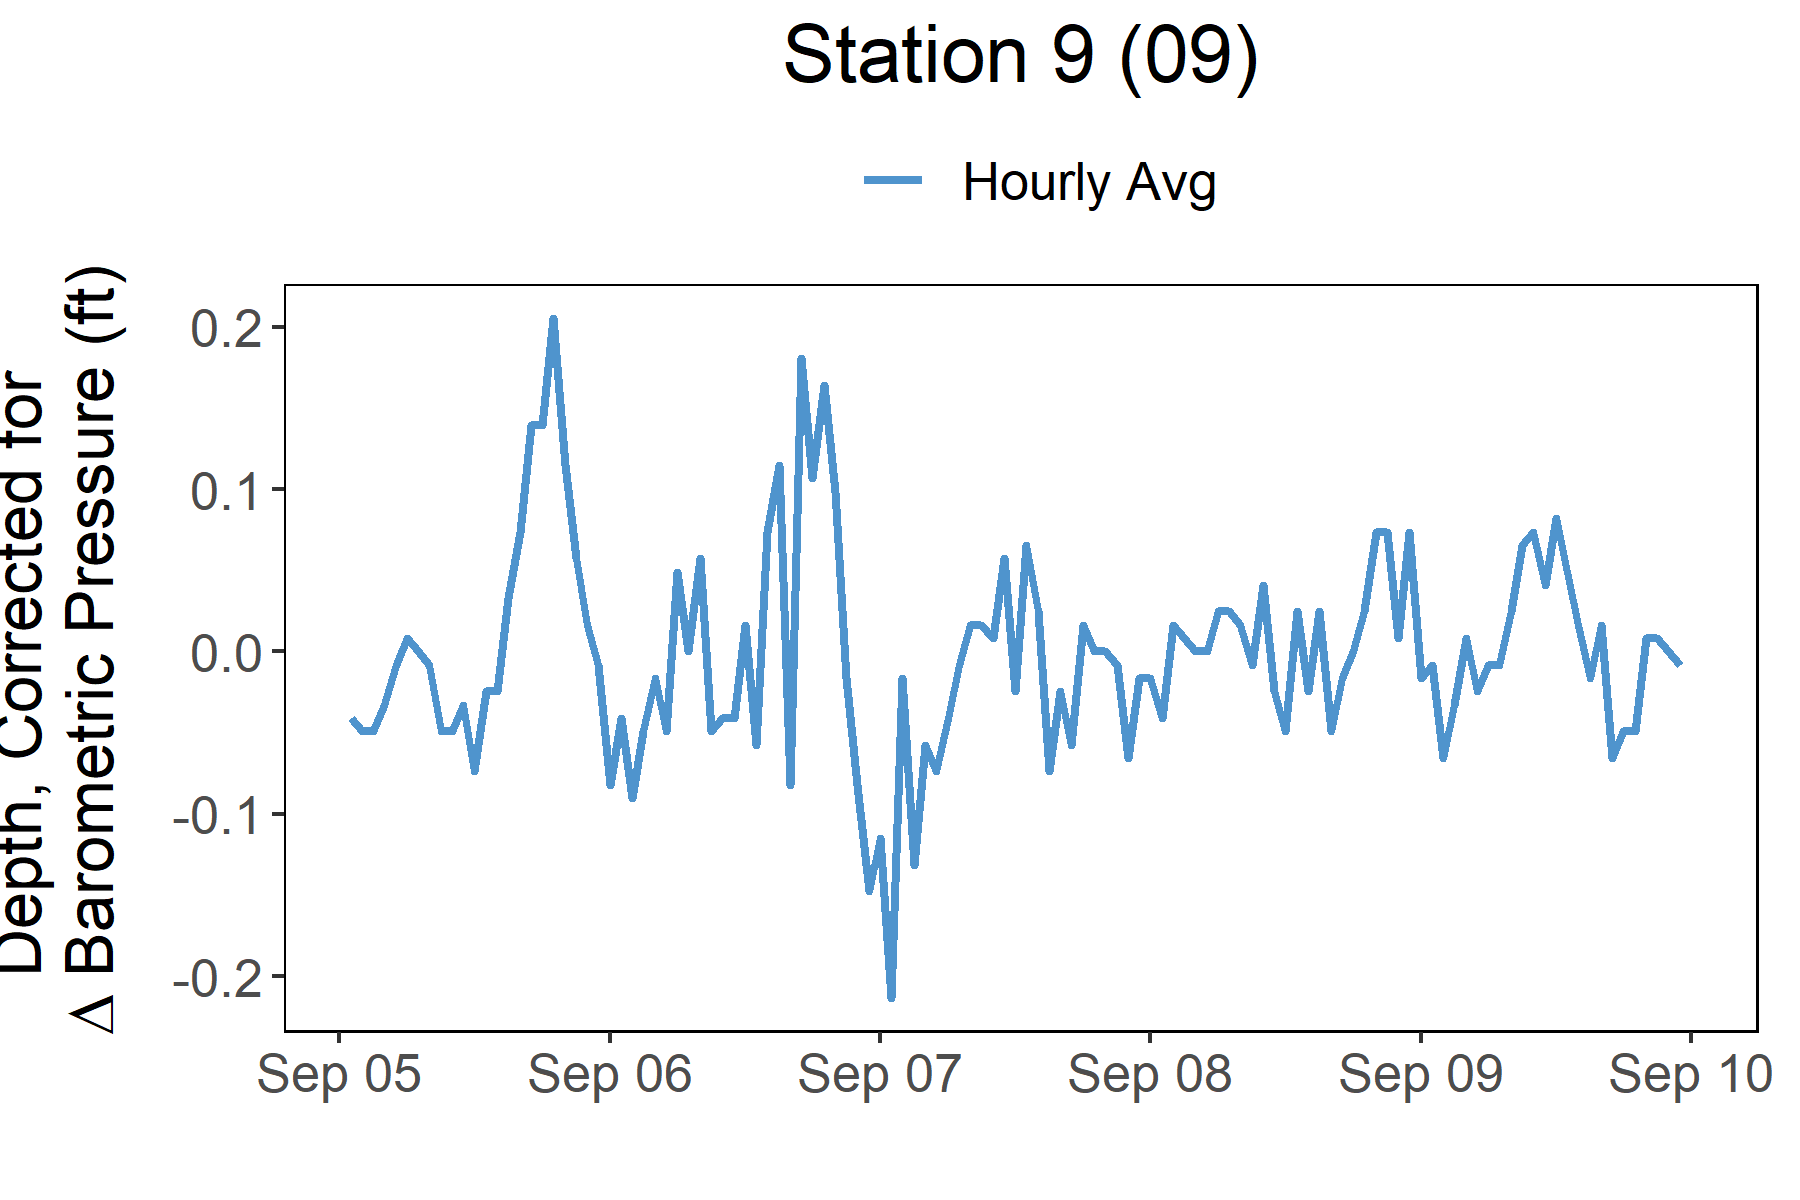 Station 9 (09)
Hourly Avg
Depth, Corrected for
Δ Barometric Pressure (ft)
0.2
0.1
0.0
-0.1
-0.2
Sep 05 Sep 06 Sep 07 Sep 08 Sep 09 Sep 10